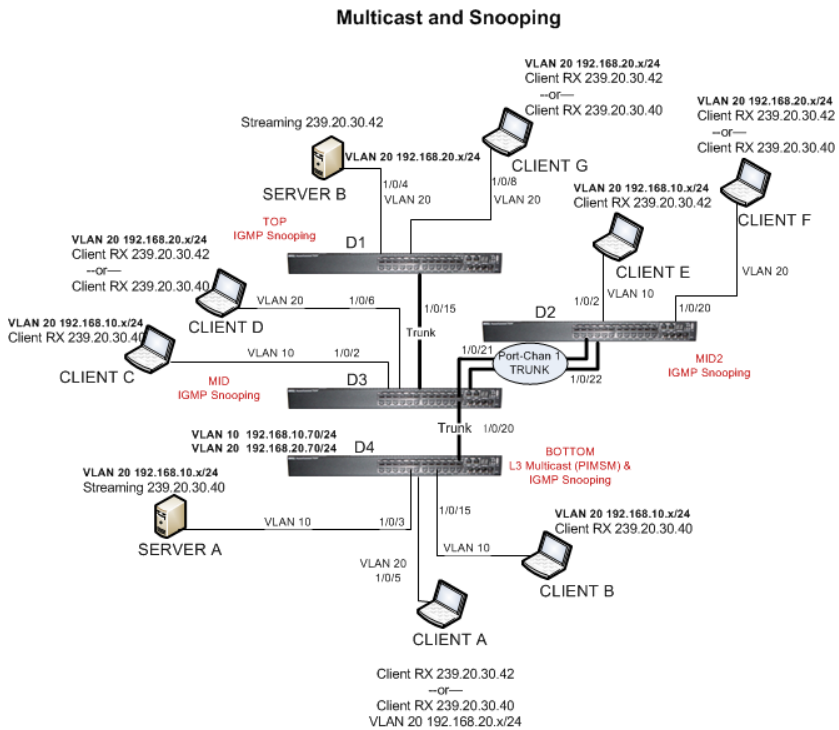 Multicast and Snooping
VLAN 20 192.168.20.x/24
Client RX 239.20.30.42
--or—
Client RX 239.20.30.40
VLAN 20 192.168.20.x/24
Client RX 239.20.30.42
--or—
Client RX 239.20.30.40
Streaming 239.20.30.42
VLAN 20 192.168.20.x/24
SERVER B
1/0/4
VLAN 20
CLIENT G
1/0/8
VLAN 20
VLAN 20 192.168.10.x/24
Client RX 239.20.30.42
CLIENT F
TOP
IGMP Snooping
D1
VLAN 20 192.168.20.x/24
Client RX 239.20.30.42
--or—
Client RX 239.20.30.40
CLIENT E
VLAN 20
VLAN 20
1/0/6
CLIENT D
1/0/15
Trunk
D2
1/0/2
VLAN 10
1/0/20
VLAN 20 192.168.10.x/24
Client RX 239.20.30.40
CLIENT C
VLAN 10
1/0/2
1/0/21
Port-Chan 1
TRUNK
1/0/22
MID2
IGMP Snooping
MID
IGMP Snooping
D3
Trunk
1/0/20
VLAN 10 192.168.10.70/24
VLAN 20 192.168.20.70/24
D4
BOTTOM
L3 Multicast (PIMSM) &
IGMP Snooping
VLAN 20 192.168.10.x/24
Streaming 239.20.30.40
SERVER A
VLAN 10
1/0/3
1/0/15
VLAN 10
VLAN 20 192.168.10.x/24
Client RX 239.20.30.40
CLIENT B
VLAN 20
1/0/5
CLIENT A
Client RX 239.20.30.42
--or—
Client RX 239.20.30.40
VLAN 20 192.168.20.x/24